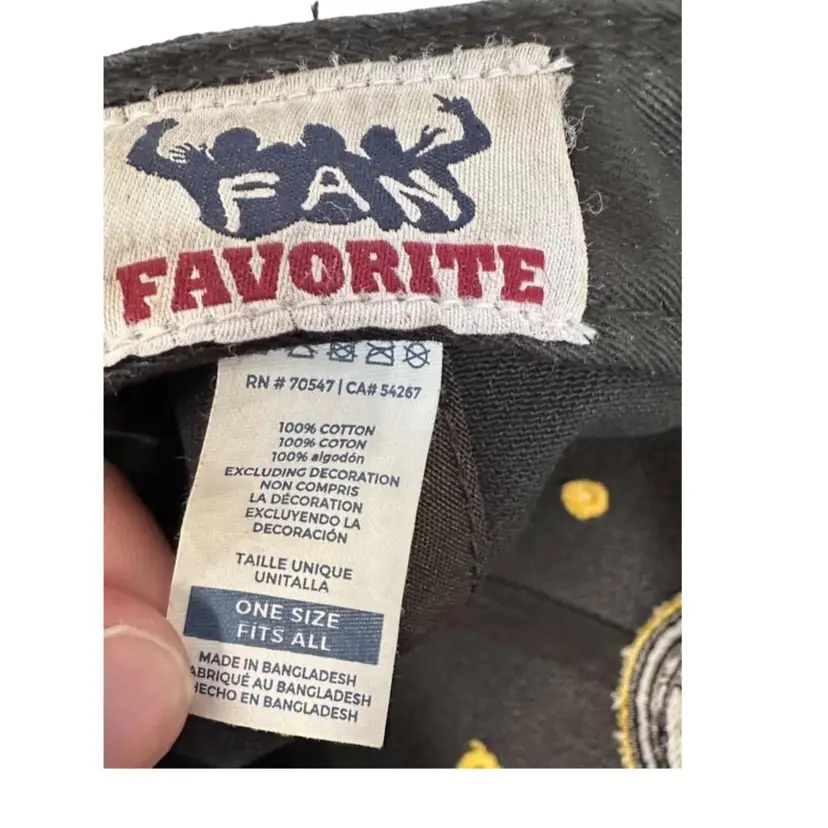 FAN
FAVORITE
RN # 70547 | CA# 54267
100% COTTON
100% COTON
100% algodón
EXCLUDING DECORATION
NON COMPRIS
LA DÉCORATION
EXCLUYENDO LA
DECORACIÓN
TAILLE UNIQUE
UNITALLA
ONE SIZE
FITS ALL
MADE IN BANGLADESH
ABRIQUÉ AU BANGLADESH
HECHO EN BANGLADESH